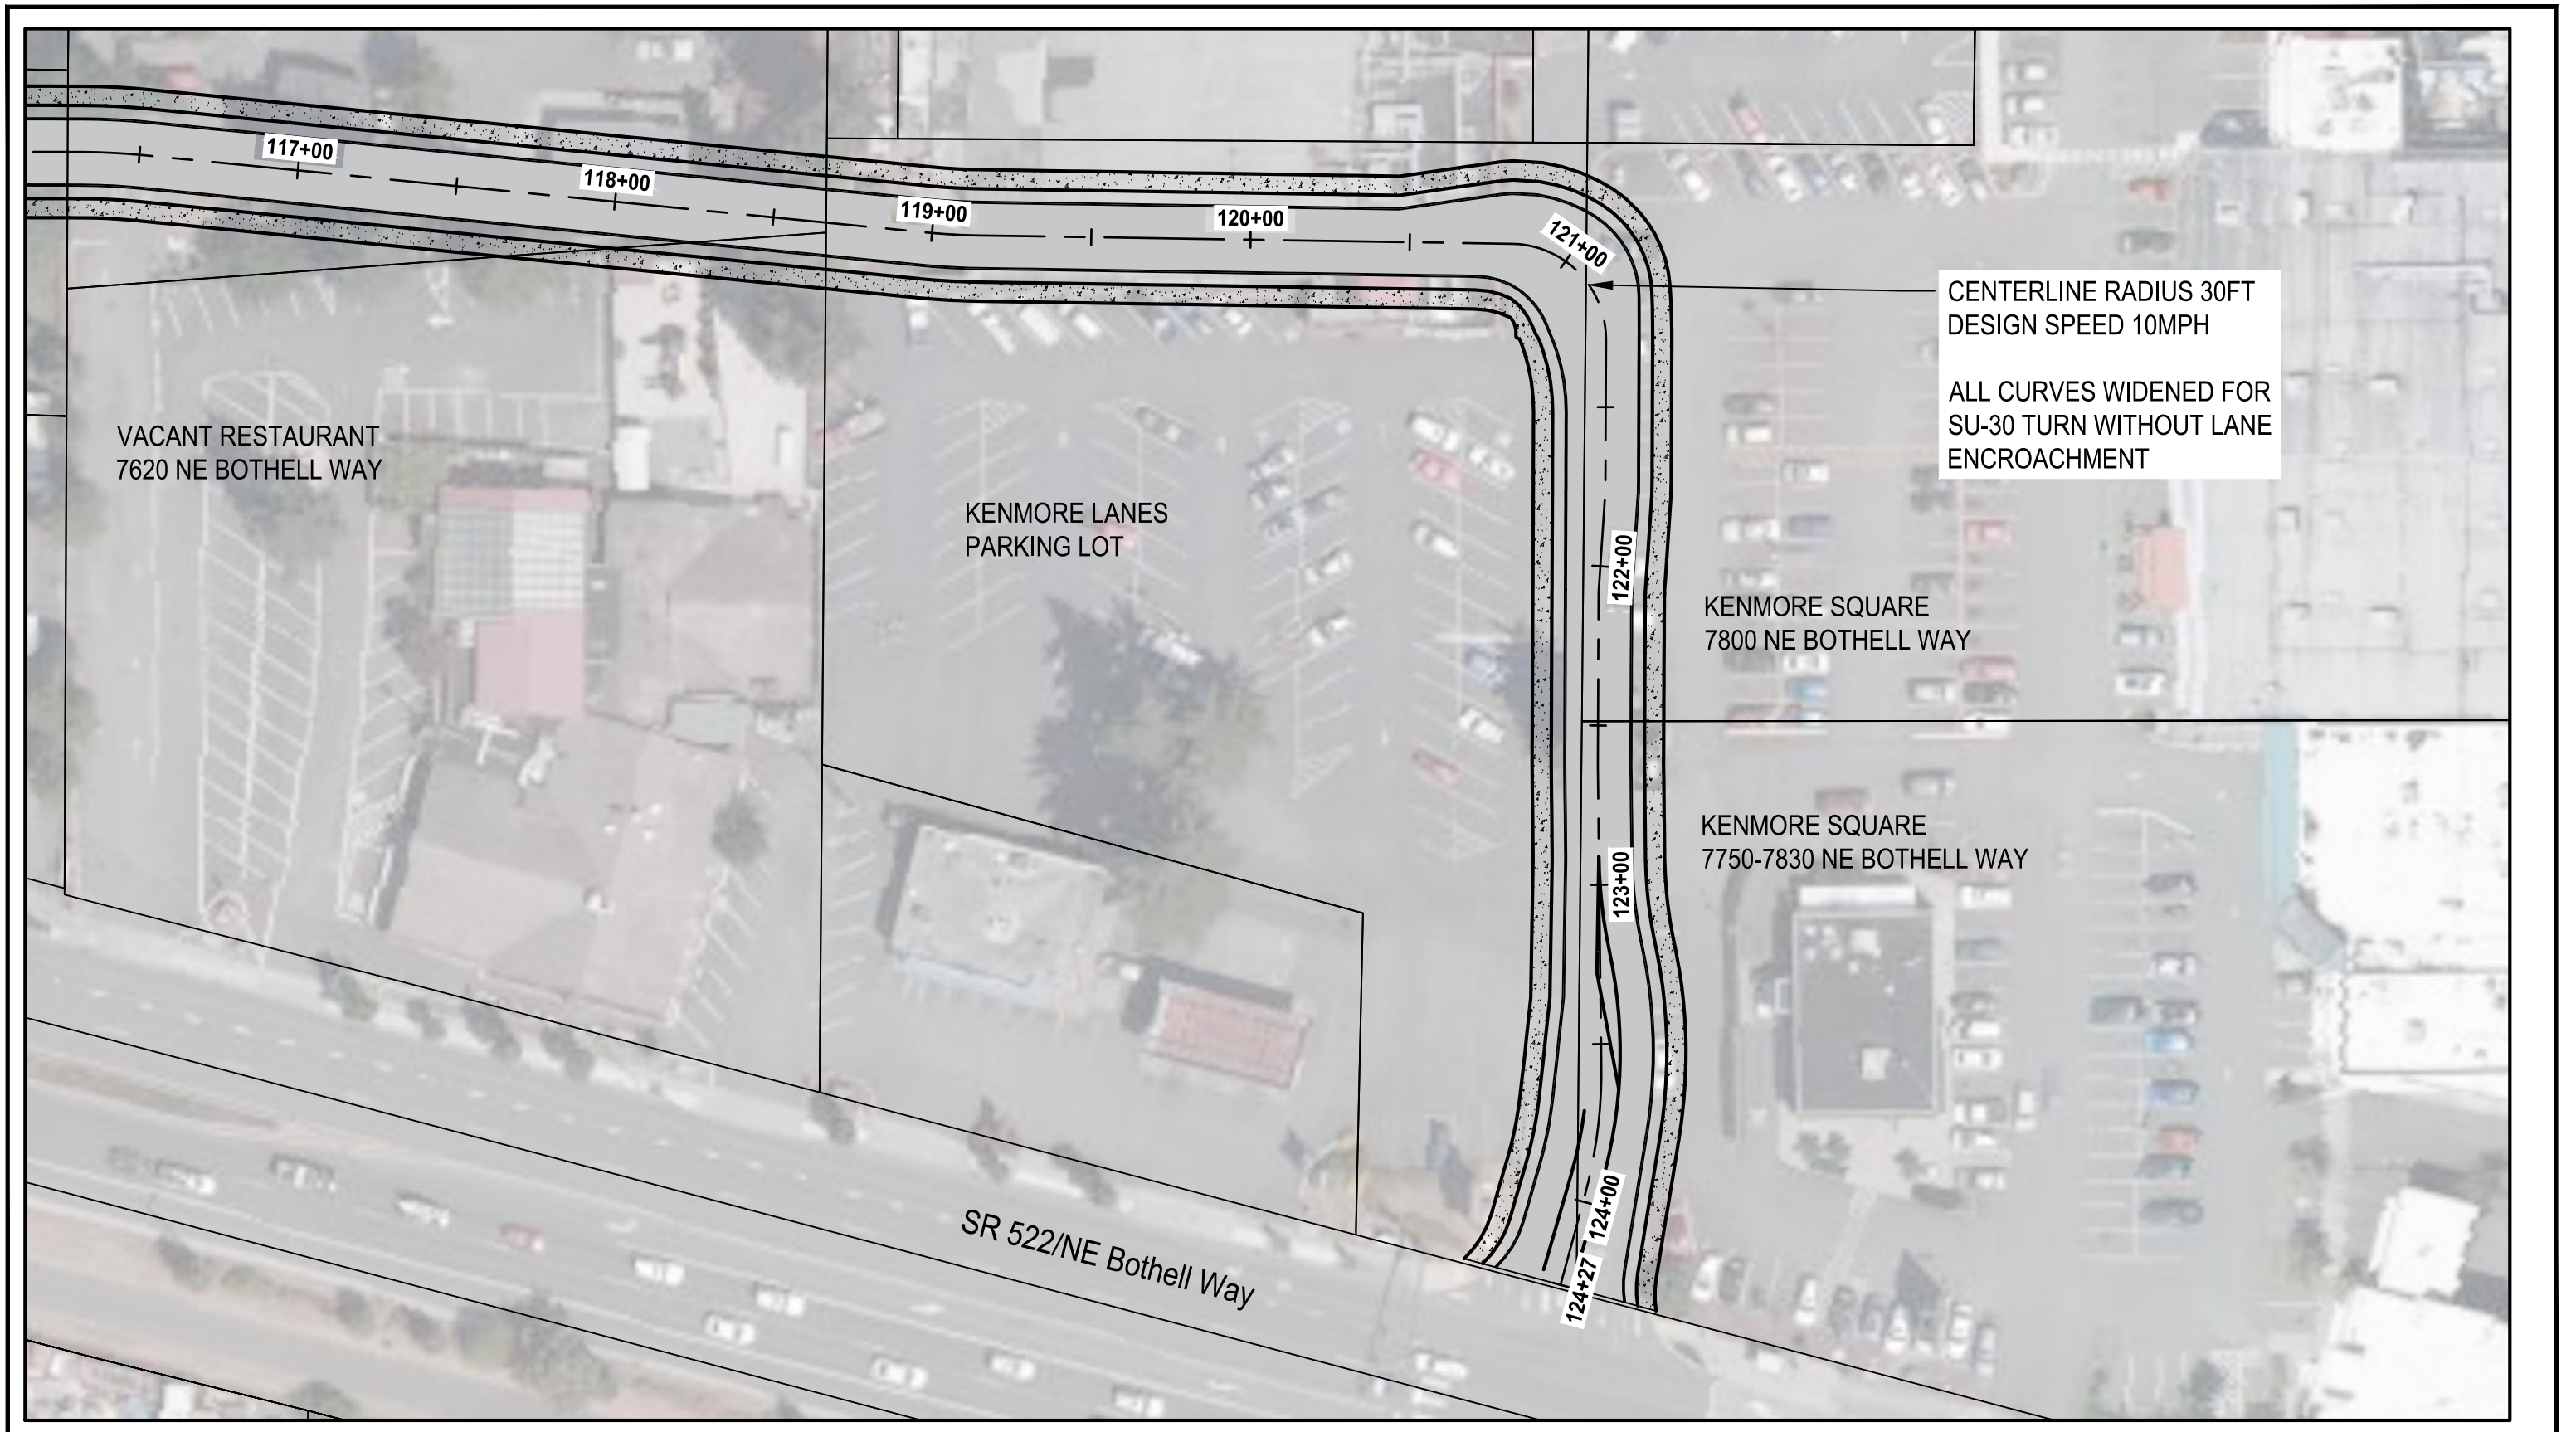 117+00
118+00
119+00
120+00
121+00
CENTERLINE RADIUS 30FT
DESIGN SPEED 10MPH
ALL CURVES WIDENED FOR
SU-30 TURN WITHOUT LANE
ENCROACHMENT
VACANT RESTAURANT
7620 NE BOTHELL WAY
KENMORE LANES
PARKING LOT
122+00
KENMORE SQUARE
7800 NE BOTHELL WAY
KENMORE SQUARE
7750-7830 NE BOTHELL WAY
123+00
124+00
124+27
SR 522/NE Bothell Way